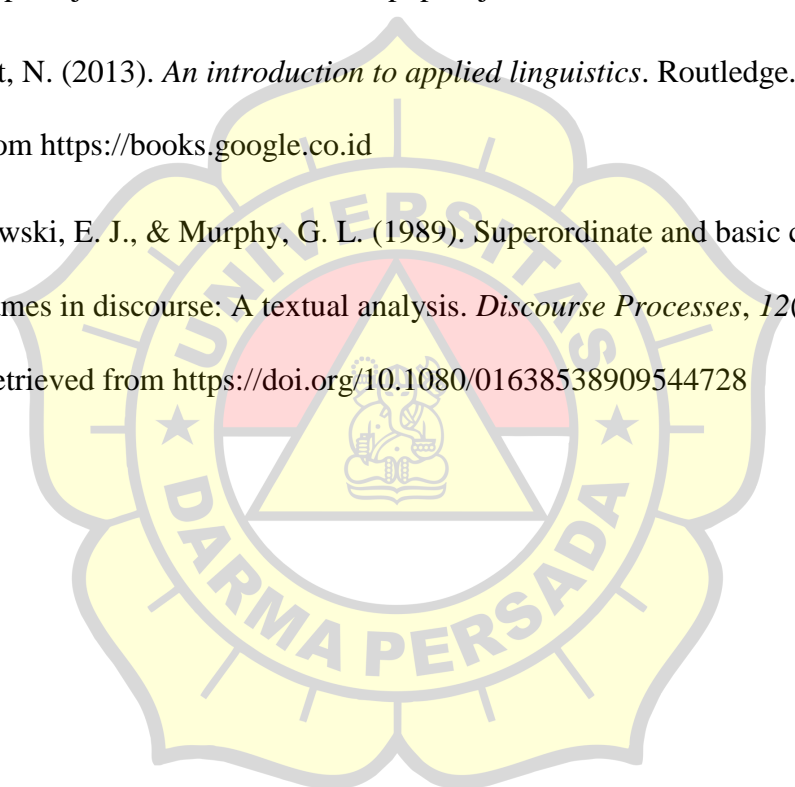 t, N. (2013). An introduction to applied linguistics. Routledge.
om https://books.google.co.id
wski, E. J., & Murphy, G. L. (1989). Superordinate and basic c
mes in discourse: A textual analysis. Discourse Processes, 12(
etrieved from https://doi.org/10.1080/01638538909544728
UNIVERSITAS
DARMA PERSADA